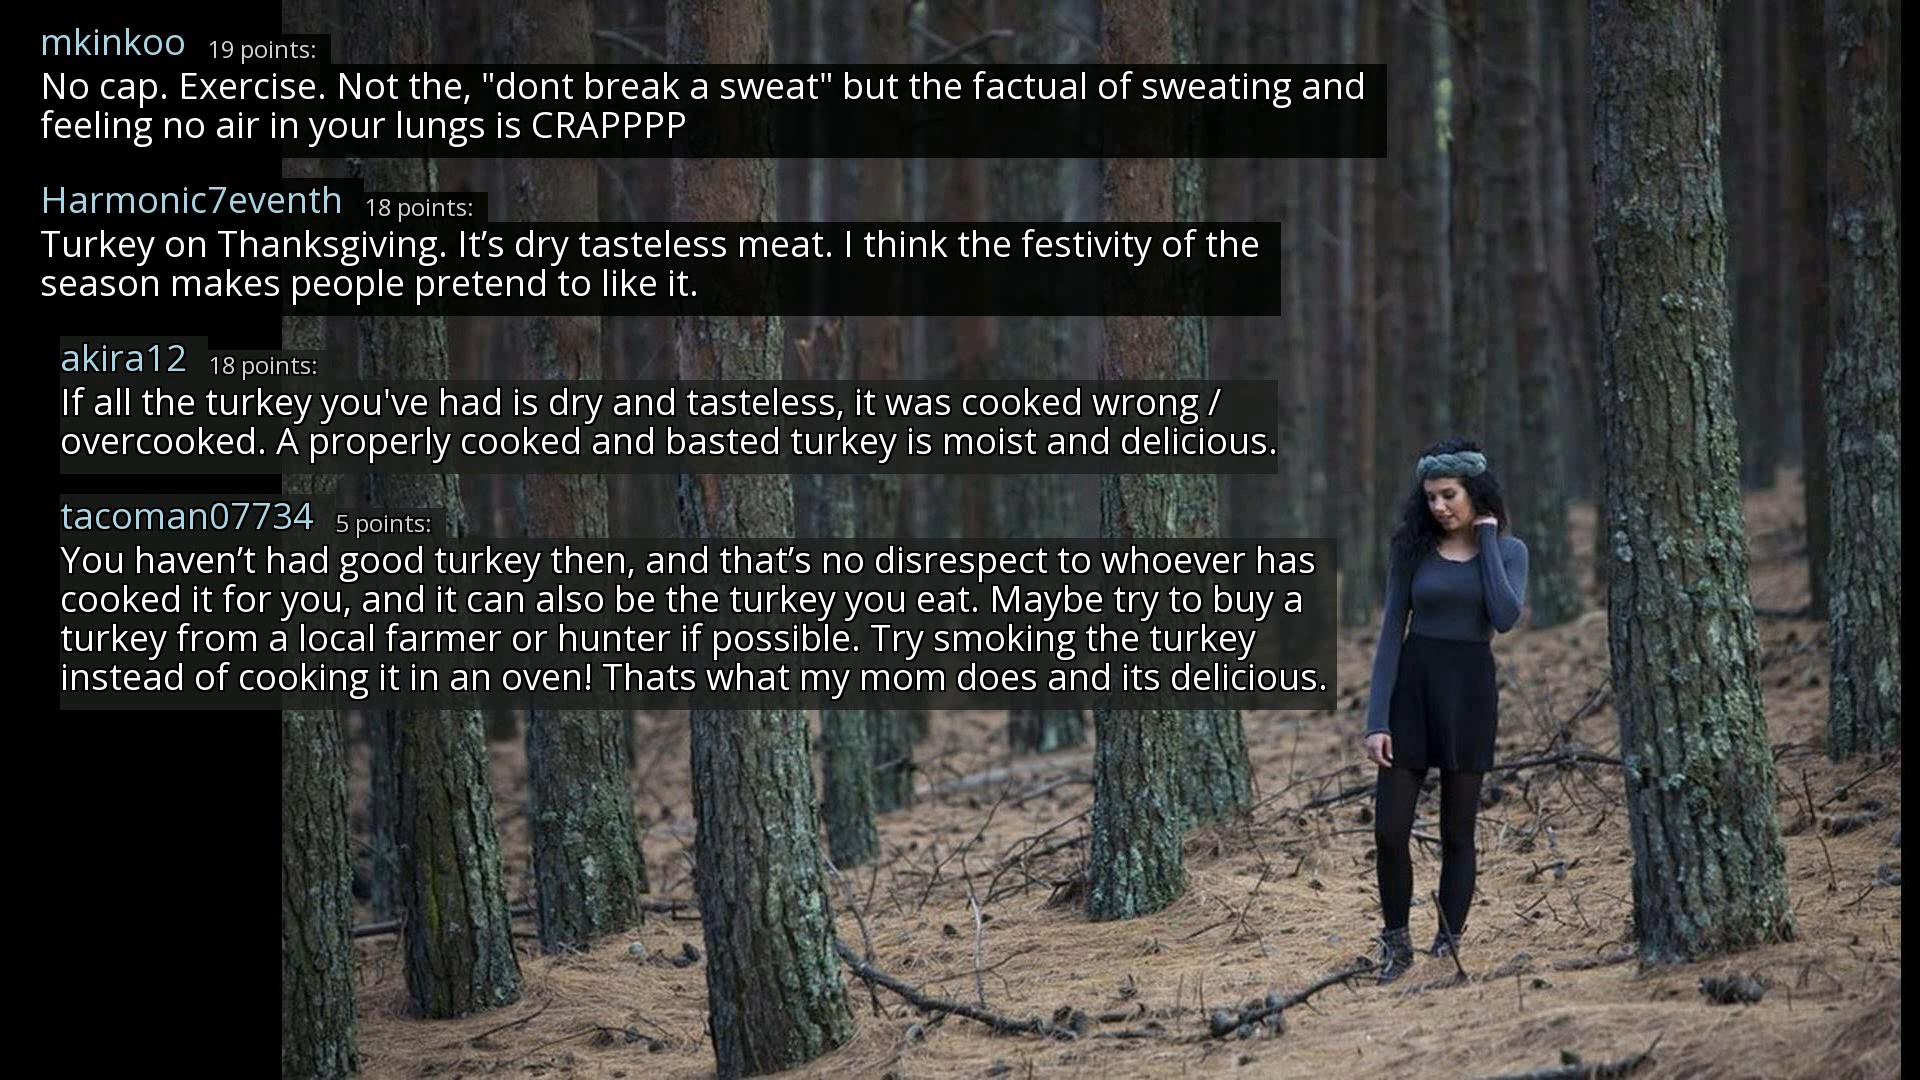 mkinkoo 19 points:
No cap. Exercise. Not the, "dont break a sweat" but the factual of sweating and
feeling no air in your lungs is CRAPPPP
Harmonic7eventh 18 points:
Turkey on Thanksgiving. It’s dry tasteless meat. I think the festivity of the
season makes people pretend to like it.
akira12 18 points:
If all the turkey you've had is dry and tasteless, it was cooked wrong /
overcooked. A properly cooked and basted turkey is moist and delicious.
tacoman07734 5 points:
You haven’t had good turkey then, and that’s no disrespect to whoever has
cooked it for you, and it can also be the turkey you eat. Maybe try to buy a
turkey from a local farmer or hunter if possible. Try smoking the turkey
instead of cooking it in an oven! Thats what my mom does and its delicious.